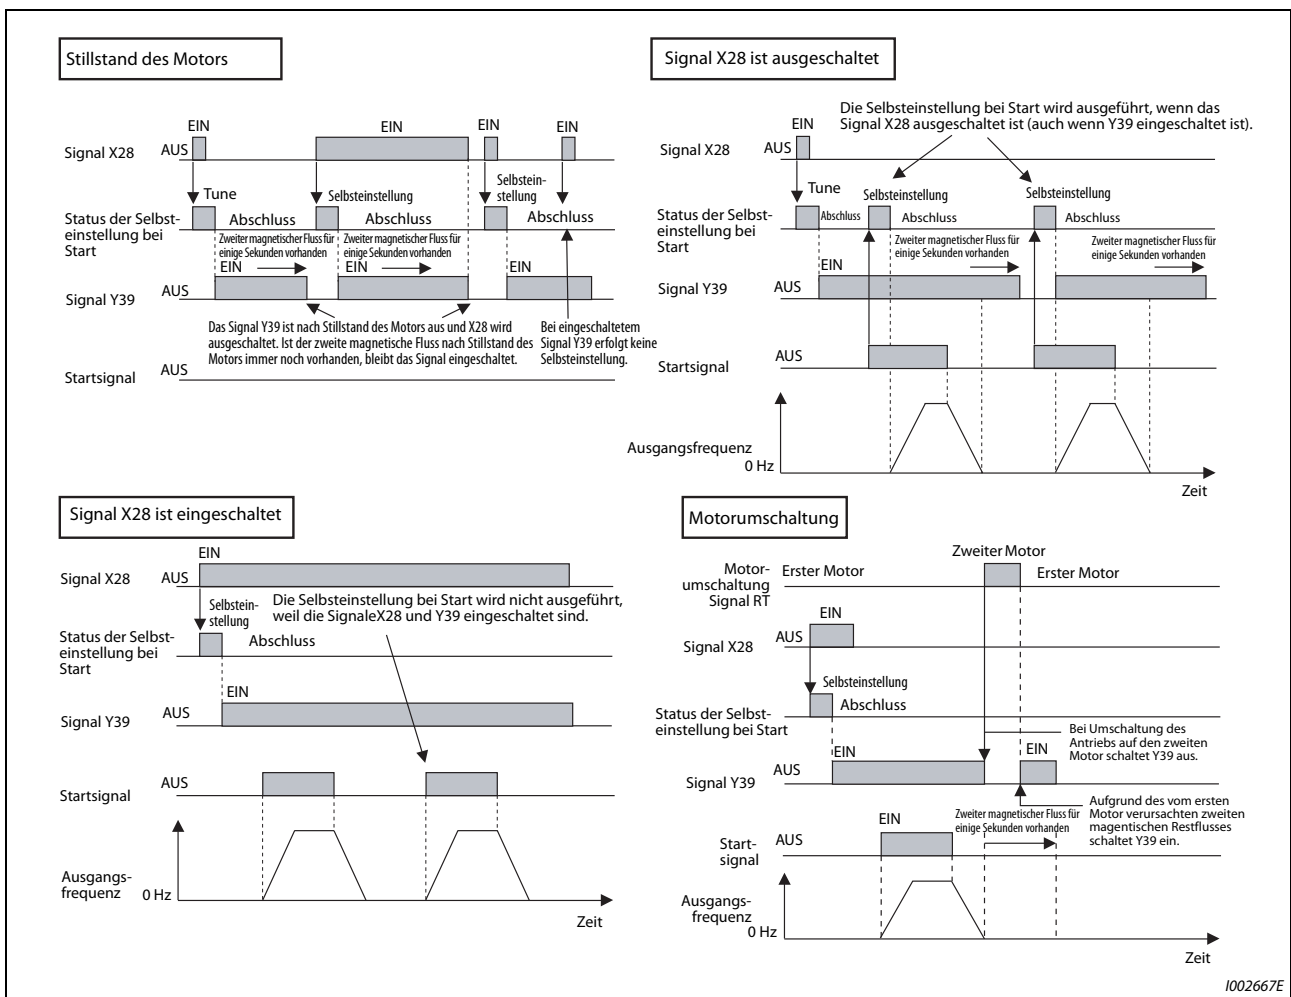 Stillstand des Motors
EIN
EIN
EIN
EIN
Signal X28
AUS
Tune
Selbsteinstellung
Selbstein-
stellung
Status der Selbst-
einstellung bei
Start
Abschluss
Abschluss
Abschluss
Zweiter magnetischer Fluss für
einige Sekunden vorhanden
Zweiter magnetischer Fluss für
einige Sekunden vorhanden
EIN
EIN
EIN
Signal Y39
AUS
Das Signal Y39 ist nach Stillstand des Motors aus und X28 wird
ausgeschaltet. Ist der zweite magnetische Fluss nach Stillstand des
Motors immer noch vorhanden, bleibt das Signal eingeschaltet.
Bei eingeschaltetem
Signal Y39 erfolgt keine
Selbsteinstellung.
Startsignal
AUS
Signal X28 ist ausgeschaltet
Die Selbsteinstellung bei Start wird ausgeführt, wenn das
Signal X28 ausgeschaltet ist (auch wenn Y39 eingeschaltet ist).
EIN
Signal X28
AUS
Tune
Selbsteinstellung
Selbsteinstellung
Status der Selbst-
einstellung bei
Start
Abschluss
Abschluss
Abschluss
Zweiter magnetischer Fluss für
einige Sekunden vorhanden
Zweiter magnetischer Fluss für
einige Sekunden vorhanden
EIN
Signal Y39
AUS
Startsignal
AUS
Ausgangsfrequenz
0 Hz
Zeit
Signal X28 ist eingeschaltet
EIN
Signal X28
AUS
Selbstein-
stellung
Die Selbsteinstellung bei Start wird nicht ausgeführt,
weil die SignaleX28 und Y39 eingeschaltet sind.
Status der Selbst-
einstellung bei
Start
Abschluss
EIN
Signal Y39
AUS
Startsignal
AUS
Ausgangs-
frequenz
0 Hz
Zeit
Motorumschaltung
Zweiter Motor
Motor-
umschaltung
Signal RT
Erster Motor
Erster Motor
EIN
Signal X28
AUS
Selbsteinstellung
Abschluss
Status der Selbst-
einstellung bei Start
Bei Umschaltung des
Antriebs auf den zweiten
Motor schaltet Y39 aus.
EIN
EIN
Signal Y39
AUS
Aufgrund des vom ersten
Motor verursachten zweiten
magentischen Restflusses
schaltet Y39 ein.
EIN
Zweiter magnetischer Fluss für
einige Sekunden vorhanden
Start-
signal
AUS
Ausgangs-
frequenz
0 Hz
Zeit
I002667E